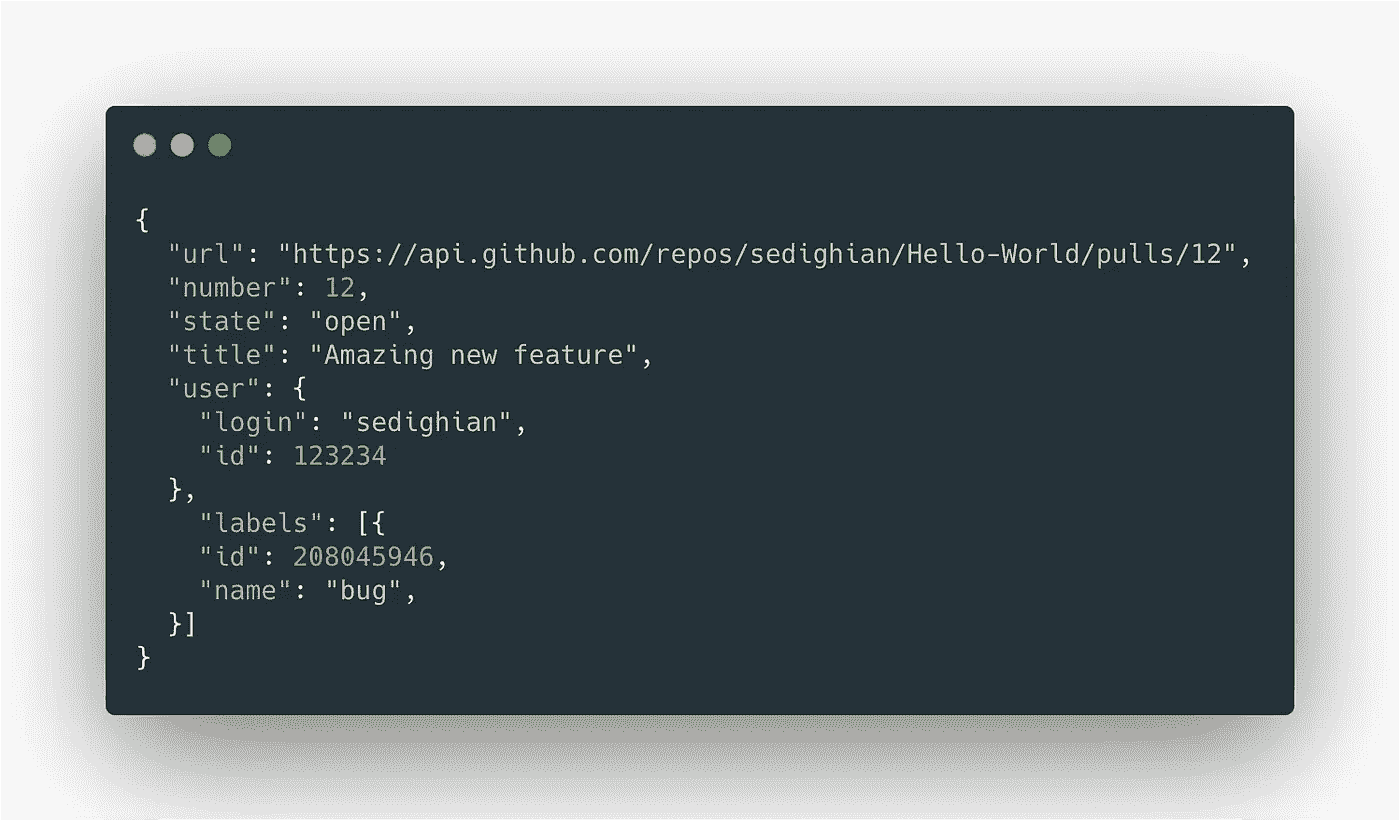 {
  "url": "https://api.github.com/repos/sedighian/Hello-World/pulls/12",
  "number": 12,
  "state": "open",
  "title": "Amazing new feature",
  "user": {
    "login": "sedighian",
    "id": 123234
  },
    "labels": [{
    "id": 208045946,
    "name": "bug",
  }]
}